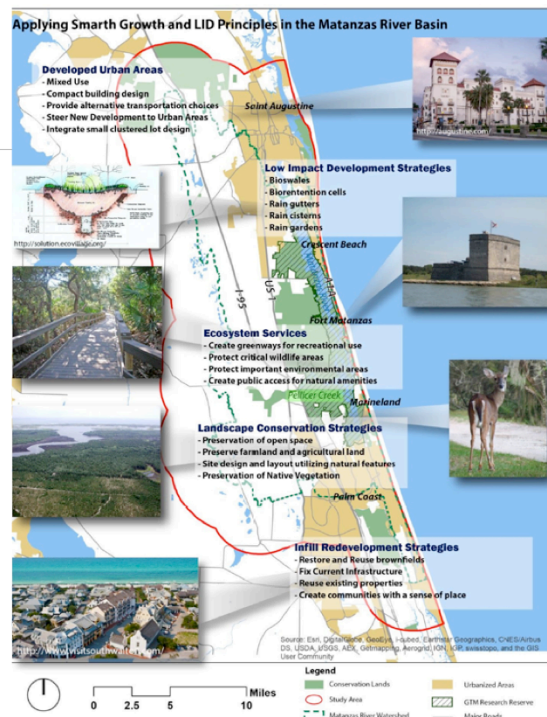 Applying Smarth Growth and LID Principles in the Matanzas River Basin
Developed Urban Areas
- Mixed Use
- Compact building design
- Provide alternative transportation choices
- Steer New Development to Urban Areas
- Integrate small clustered lot design
Saint Augustine
http://augustine.com/
Low Impact Development Strategies
- Bioswales
- Biorentention cells
- Rain gutters
- Rain cisterns
- Rain gardens
http://solution.ecovillage.org/
Crescent Beach
I-95
US-1
A1A
Fort Matanzas
Ecosystem Services
- Create greenways for recreational use
- Protect critical wildlife areas
- Protect important environmental areas
- Create public access for natural amenities
Pellicer Creek
Marineland
Landscape Conservation Strategies
- Preservation of open space
- Preserve farmland and agricultural land
- Site design and layout utilizing natural features
- Preservation of Native Vegetation
Palm Coast
Infill Redevelopment Strategies
- Restore and Reuse brownfields
- Fix Current Infrastructure
- Reuse existing properties
- Create communities with a sense of place
http://www.visitsouthwalton.com/
Source: Esri, DigitalGlobe, GeoEye, i-cubed, Earthstar Geographics, CNES/Airbus
DS, USDA, USGS, AEX, Getmapping, Aerogrid, IGN, IGP, swisstopo, and the GIS
User Community
Legend
Conservation Lands
Urbanized Areas
Study Area
GTM Research Reserve
Matanzas River Watershed
Major Roads
0 2.5 5 10
Miles